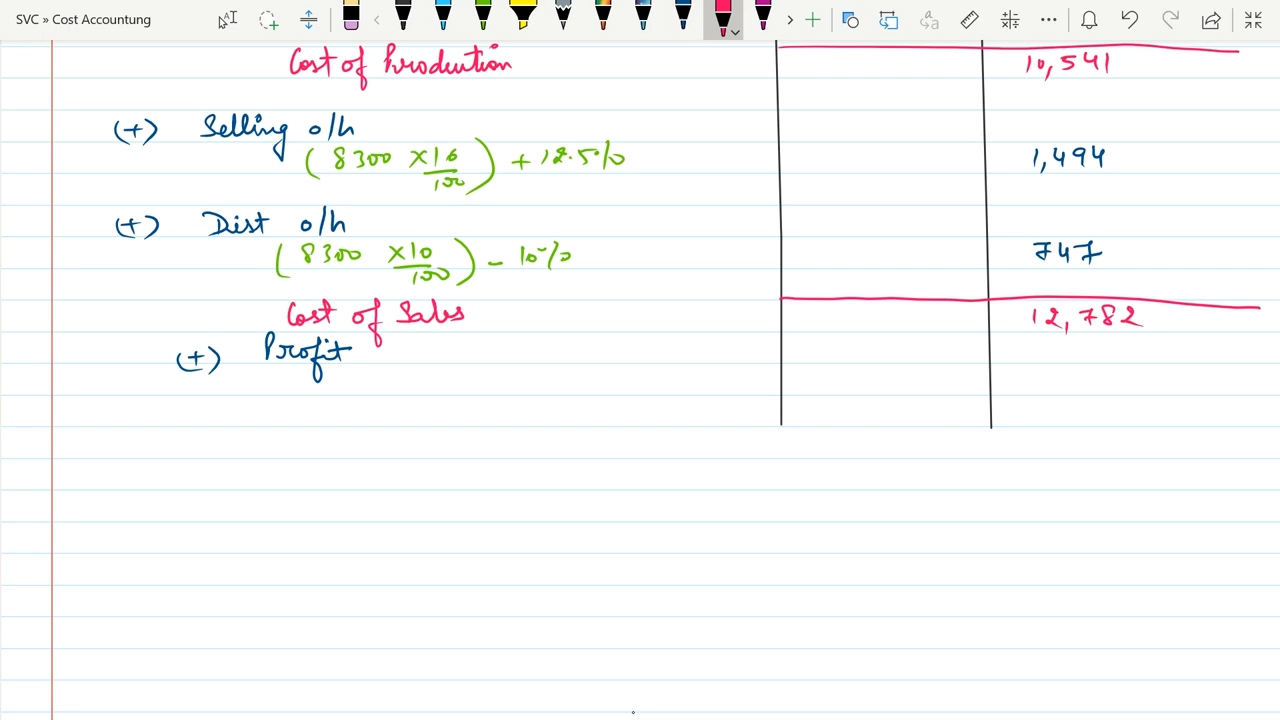 SVC » Cost Accountung
Cost of Production 10,541
(+) Selling o/h
(8300 × 16/100) + 12.5% 1,494
(+) Dist o/h
(8300 × 10/100) - 10% 747
Cost of Sales 12,782
(+) Profit